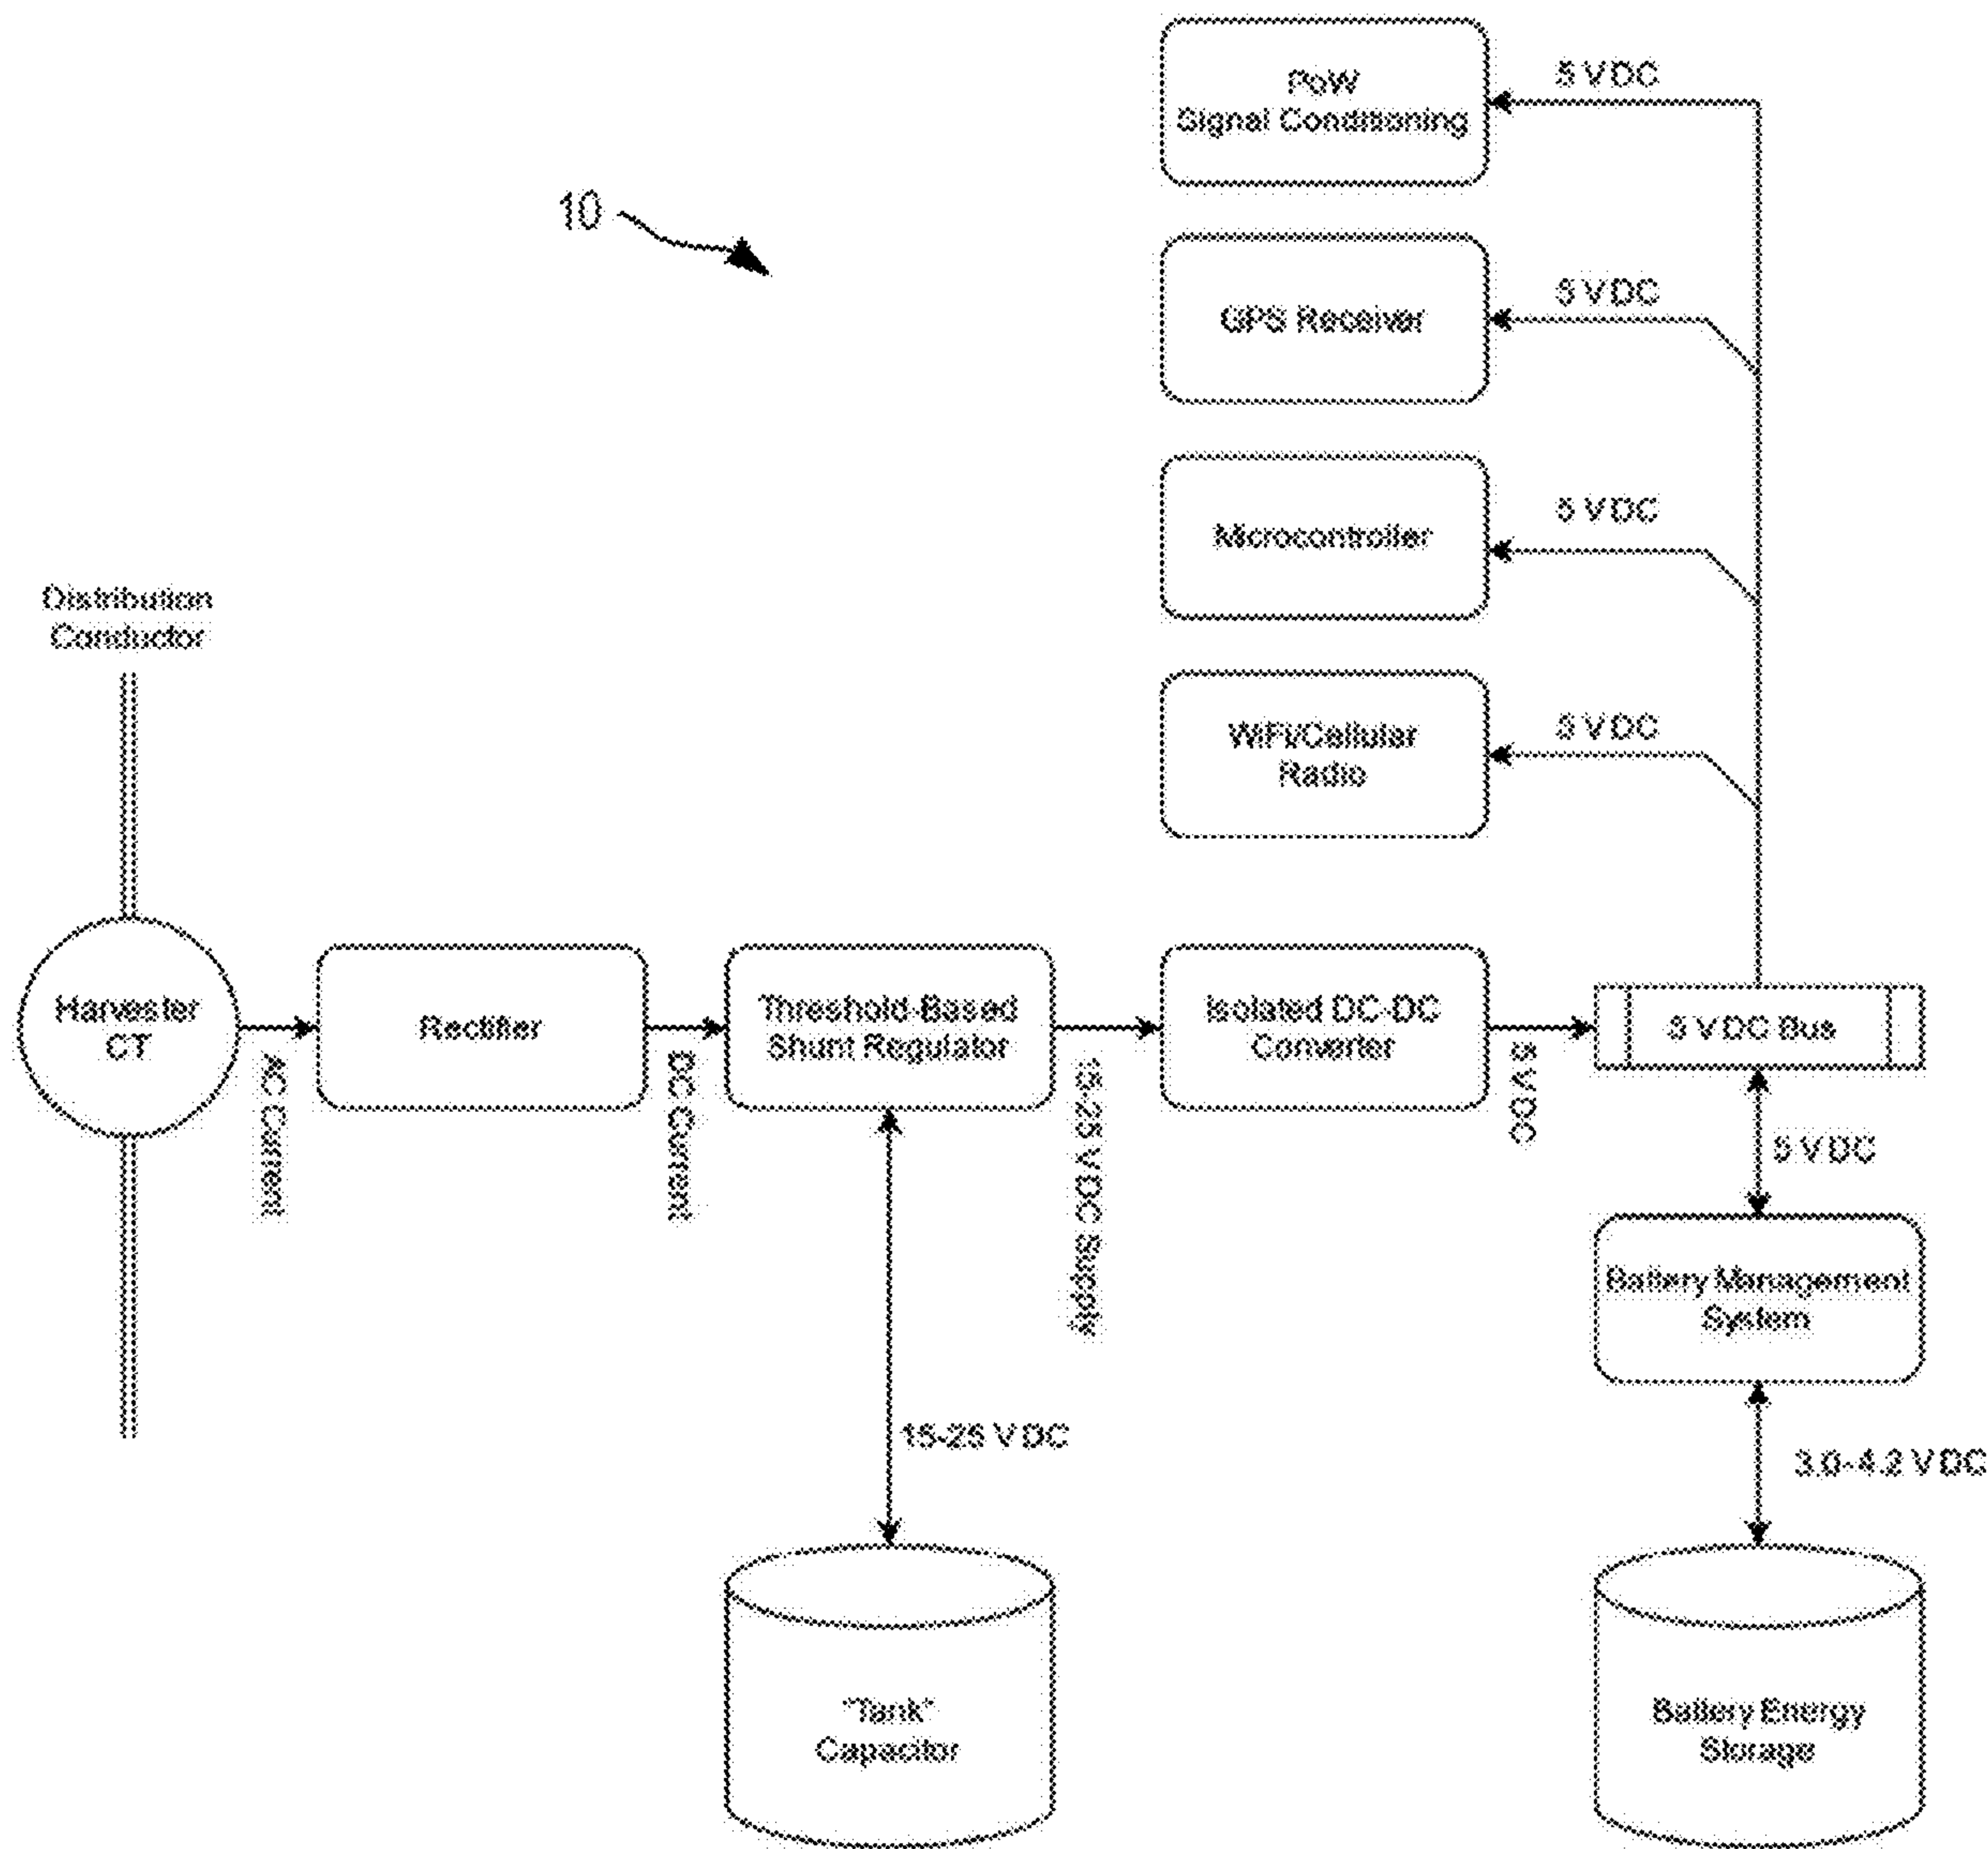 PoW
Signal Conditioning
5 VDC
10
GPS Receiver
5 VDC
Microcontroller
5 VDC
Distribution
Conductor
WiFi/Cellular
Radio
5 VDC
Harvester
CT
AC Current
Rectifier
DC Current
Threshold-Based
Shunt Regulator
15-25 VDC Supply
Isolated DC-DC
Converter
5 VDC
5 VDC Bus
5 VDC
Battery Management
System
15-25 VDC
3.0-4.2 VDC
"Tank"
Capacitor
Battery Energy
Storage